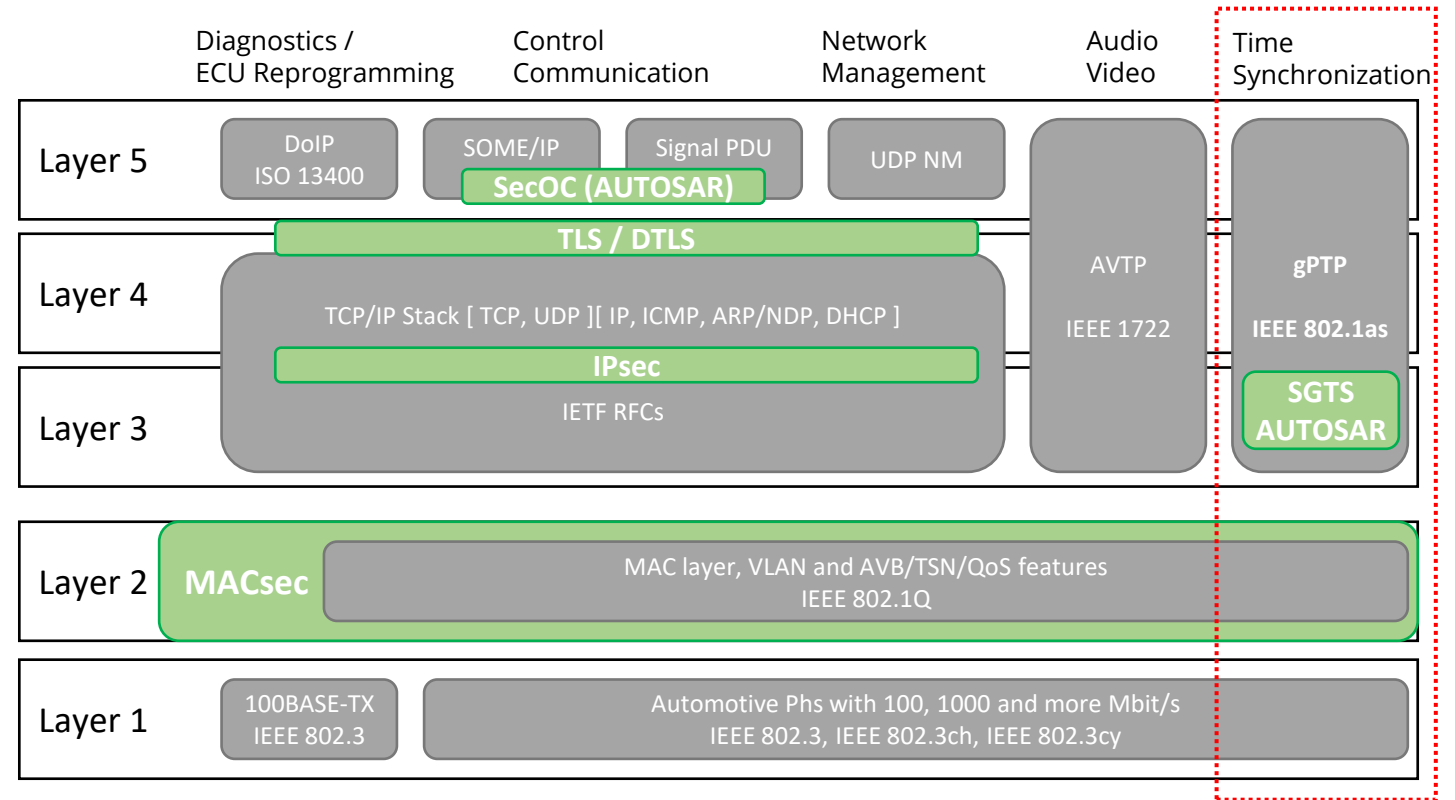 Diagnostics /
ECU Reprogramming
Control
Communication
Network
Management
Audio
Video
Time
Synchronization
Layer 5
DoIP
ISO 13400
SOME/IP
Signal PDU
SecOC (AUTOSAR)
UDP NM
TLS / DTLS
Layer 4
TCP/IP Stack [ TCP, UDP ][ IP, ICMP, ARP/NDP, DHCP ]
IPsec
AVTP
IEEE 1722
gPTP
IEEE 802.1as
Layer 3
IETF RFCs
SGTS
AUTOSAR
Layer 2
MACsec
MAC layer, VLAN and AVB/TSN/QoS features
IEEE 802.1Q
Layer 1
100BASE-TX
IEEE 802.3
Automotive Phs with 100, 1000 and more Mbit/s
IEEE 802.3, IEEE 802.3ch, IEEE 802.3cy